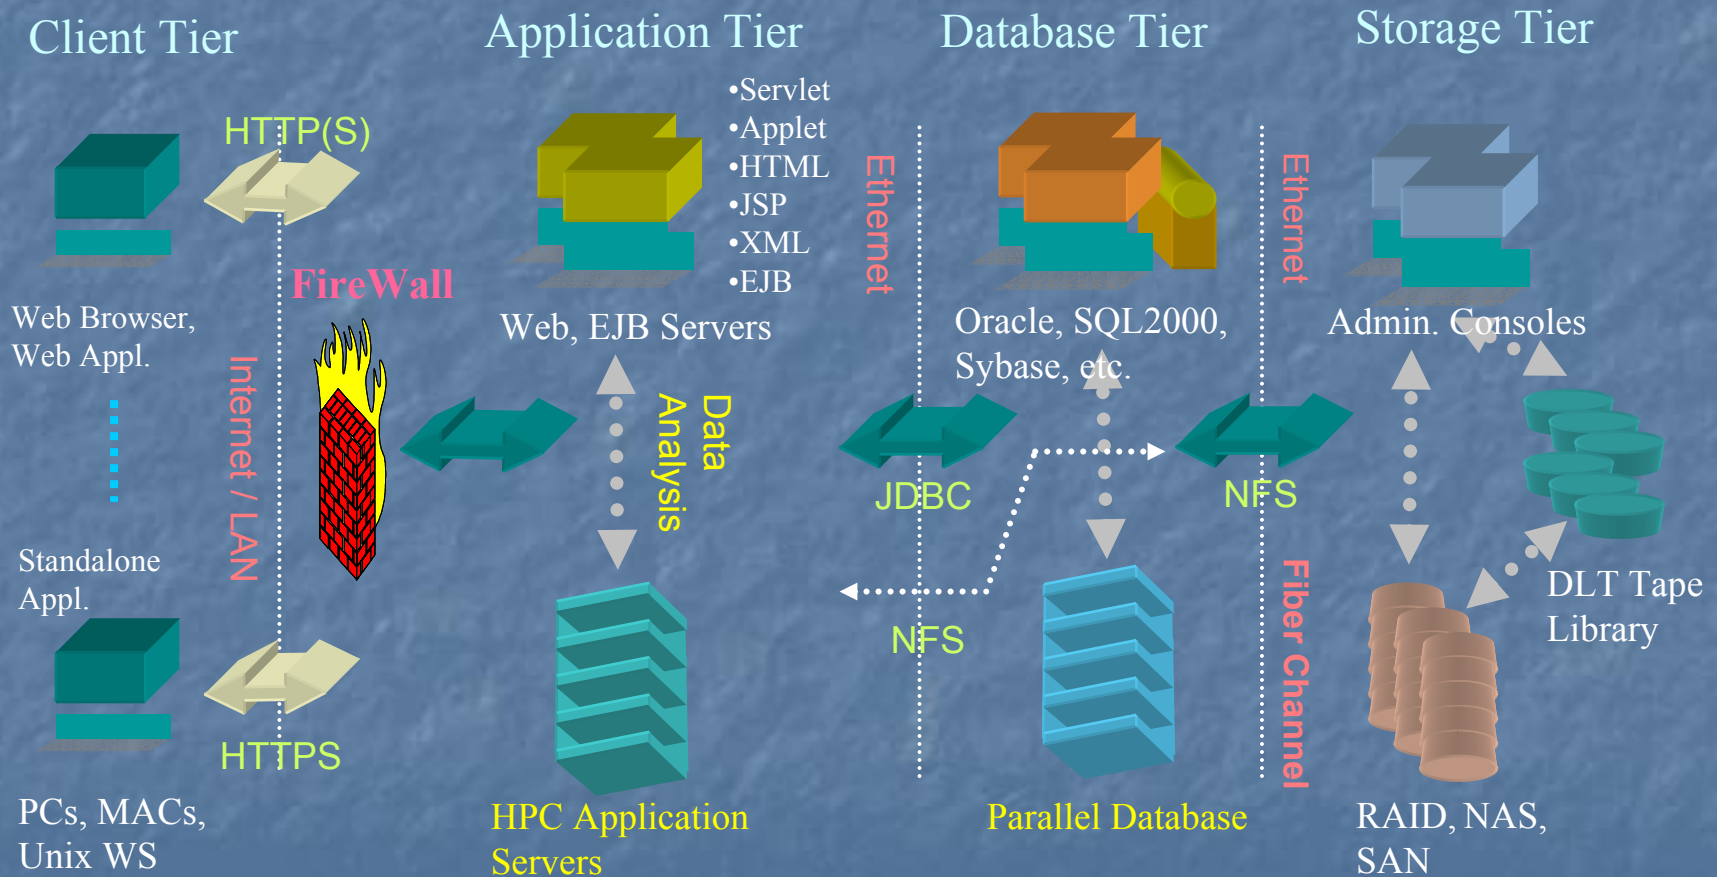 Client Tier
Application Tier
Database Tier
Storage Tier
HTTP(S)
•Servlet
•Applet
•HTML
•JSP
•XML
•EJB
Ethernet
Ethernet
FireWall
Web Browser,
Web Appl.
Web, EJB Servers
Oracle, SQL2000,
Sybase, etc.
Admin. Consoles
Internet / LAN
Data
Analysis
JDBC
NFS
Standalone
Appl.
NFS
Fiber Channel
DLT Tape
Library
HTTPS
PCs, MACs,
Unix WS
HPC Application
Servers
Parallel Database
RAID, NAS,
SAN